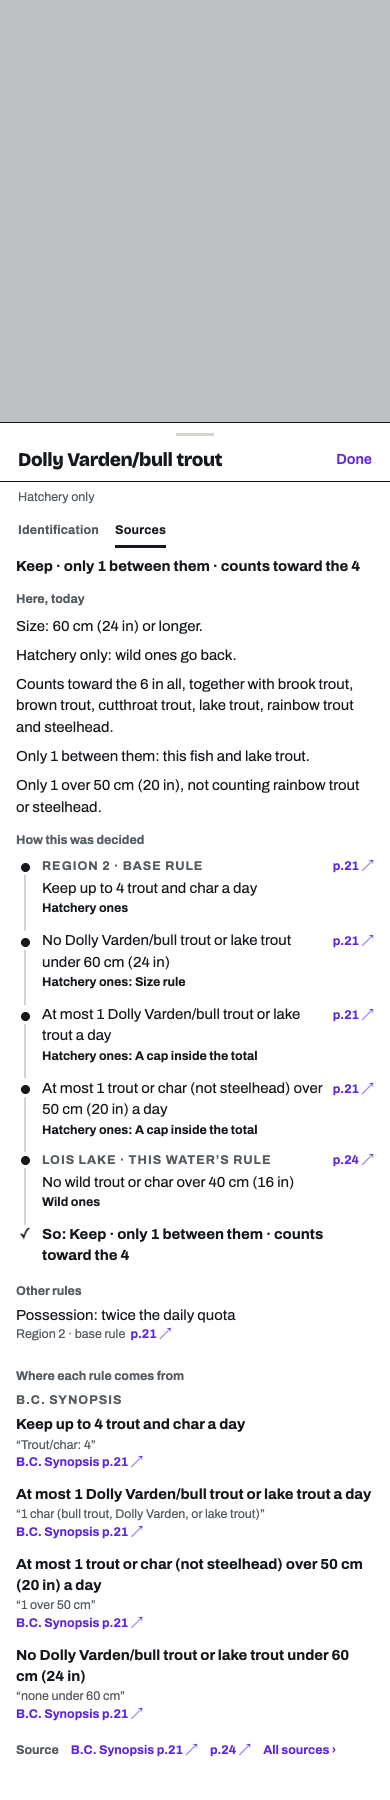 Dolly Varden/bull trout
Done
Hatchery only
Identification
Sources
Keep · only 1 between them · counts toward the 4
Here, today
Size: 60 cm (24 in) or longer.
Hatchery only: wild ones go back.
Counts toward the 6 in all, together with brook trout,
brown trout, cutthroat trout, lake trout, rainbow trout
and steelhead.
Only 1 between them: this fish and lake trout.
Only 1 over 50 cm (20 in), not counting rainbow trout
or steelhead.
How this was decided
REGION 2 · BASE RULE
p.21 ↗
Keep up to 4 trout and char a day
Hatchery ones
No Dolly Varden/bull trout or lake trout
p.21 ↗
under 60 cm (24 in)
Hatchery ones: Size rule
At most 1 Dolly Varden/bull trout or lake
p.21 ↗
trout a day
Hatchery ones: A cap inside the total
At most 1 trout or char (not steelhead) over
p.21 ↗
50 cm (20 in) a day
Hatchery ones: A cap inside the total
LOIS LAKE · THIS WATER’S RULE
p.24 ↗
No wild trout or char over 40 cm (16 in)
Wild ones
✓ So: Keep · only 1 between them · counts
toward the 4
Other rules
Possession: twice the daily quota
Region 2 · base rule p.21 ↗
Where each rule comes from
B.C. SYNOPSIS
Keep up to 4 trout and char a day
“Trout/char: 4”
B.C. Synopsis p.21 ↗
At most 1 Dolly Varden/bull trout or lake trout a day
“1 char (bull trout, Dolly Varden, or lake trout)”
B.C. Synopsis p.21 ↗
At most 1 trout or char (not steelhead) over 50 cm
(20 in) a day
“1 over 50 cm”
B.C. Synopsis p.21 ↗
No Dolly Varden/bull trout or lake trout under 60
cm (24 in)
“none under 60 cm”
B.C. Synopsis p.21 ↗
Source B.C. Synopsis p.21 ↗ p.24 ↗ All sources ›